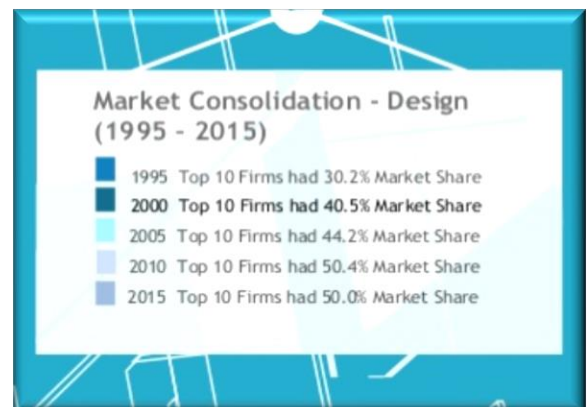 Market Consolidation - Design
(1995 - 2015)
1995 Top 10 Firms had 30.2% Market Share
2000 Top 10 Firms had 40.5% Market Share
2005 Top 10 Firms had 44.2% Market Share
2010 Top 10 Firms had 50.4% Market Share
2015 Top 10 Firms had 50.0% Market Share